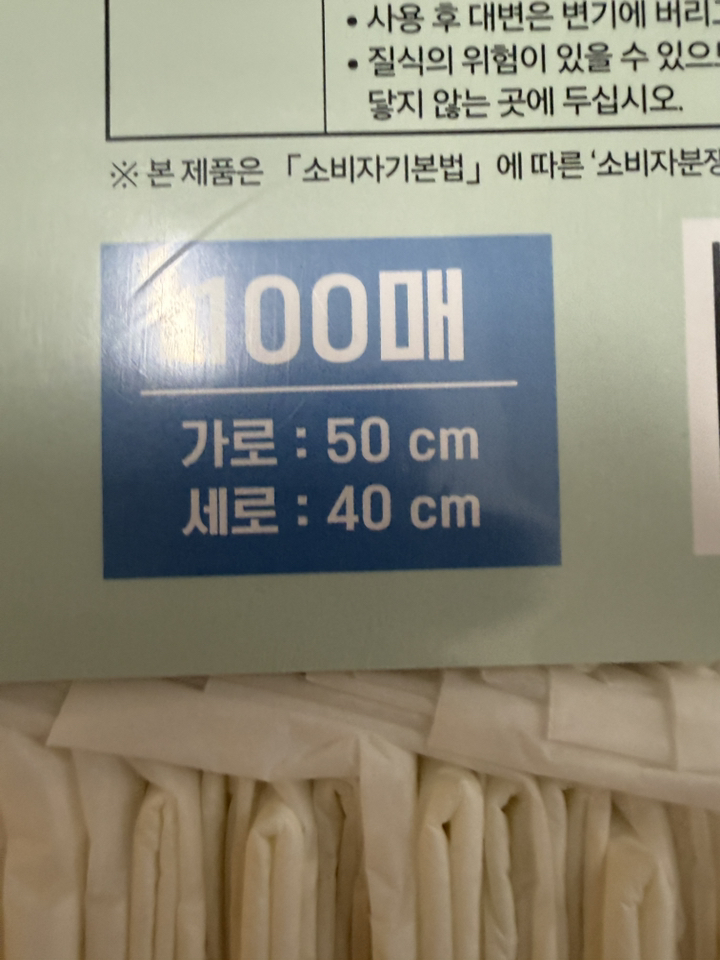 • 사용 후 대변은 변기에 버리고
• 질식의 위험이 있을 수 있으
닿지 않는 곳에 두십시오.
※ 본 제품은 「소비자기본법」에 따른 ‘소비자분쟁
100매
가로 : 50 cm
세로 : 40 cm